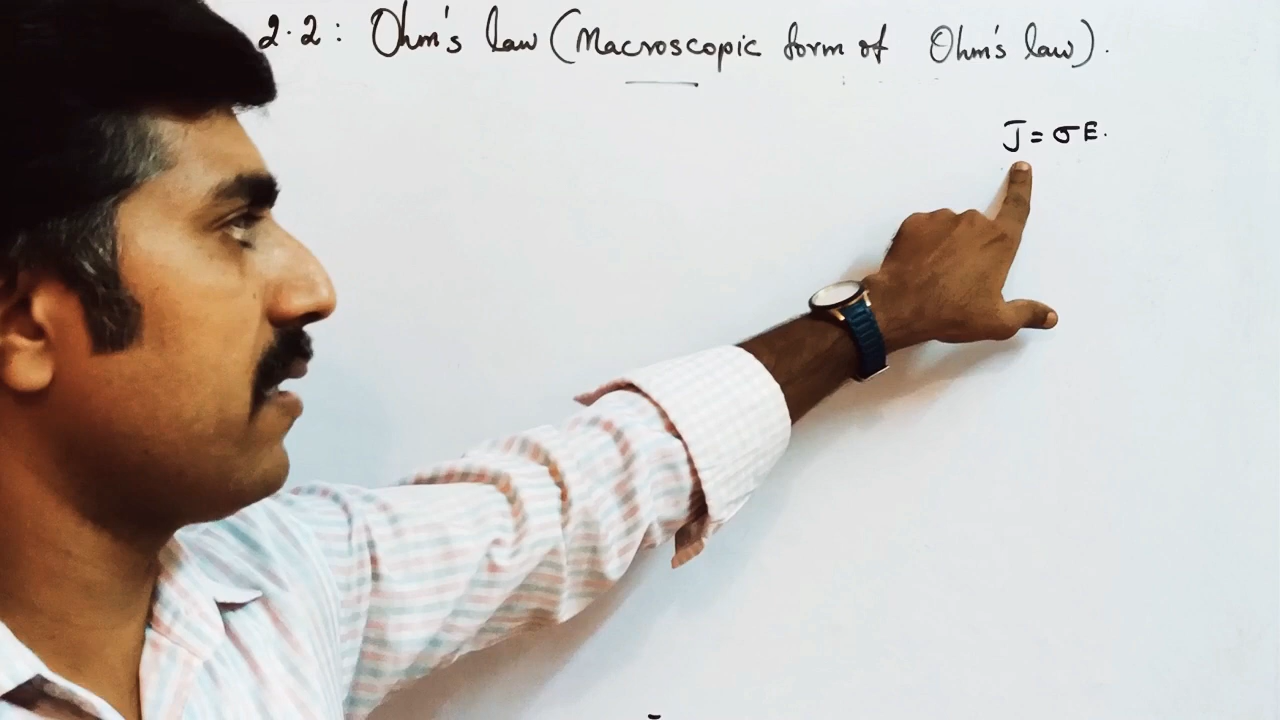 2.2: Ohm's law (Macroscopic form of Ohm's law).
J = σE.